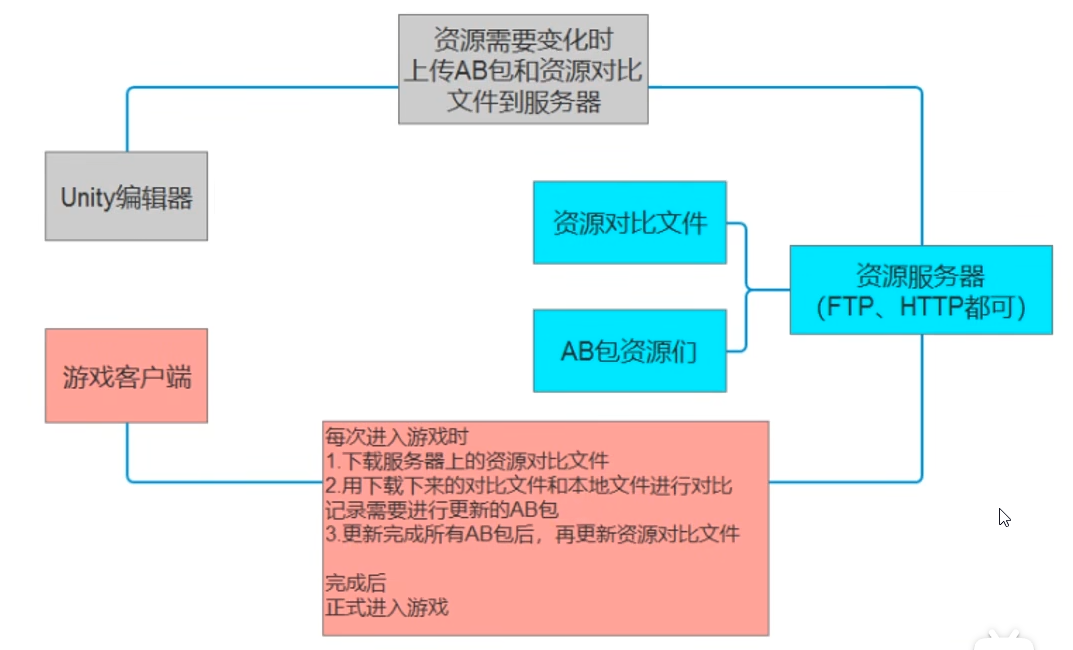 资源需要变化时
上传AB包和资源对比
文件到服务器
Unity编辑器
资源对比文件
资源服务器
（FTP、HTTP都可）
AB包资源们
游戏客户端
每次进入游戏时
1.下载服务器上的资源对比文件
2.用下载下来的对比文件和本地文件进行对比
记录需要进行更新的AB包
3.更新完成所有AB包后，再更新资源对比文件
完成后
正式进入游戏